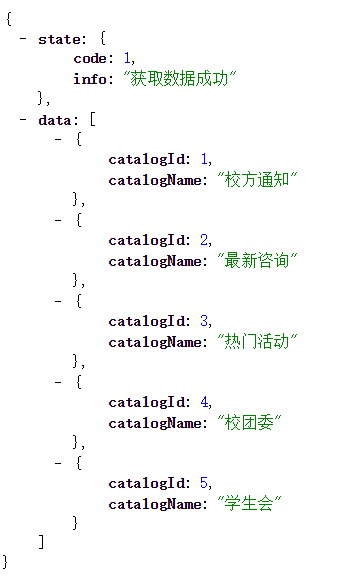 {
- state: {
code: 1,
info: "获取数据成功"
},
- data: [
- {
catalogId: 1,
catalogName: "校方通知"
},
- {
catalogId: 2,
catalogName: "最新咨询"
},
- {
catalogId: 3,
catalogName: "热门活动"
},
- {
catalogId: 4,
catalogName: "校团委"
},
- {
catalogId: 5,
catalogName: "学生会"
}
]
}